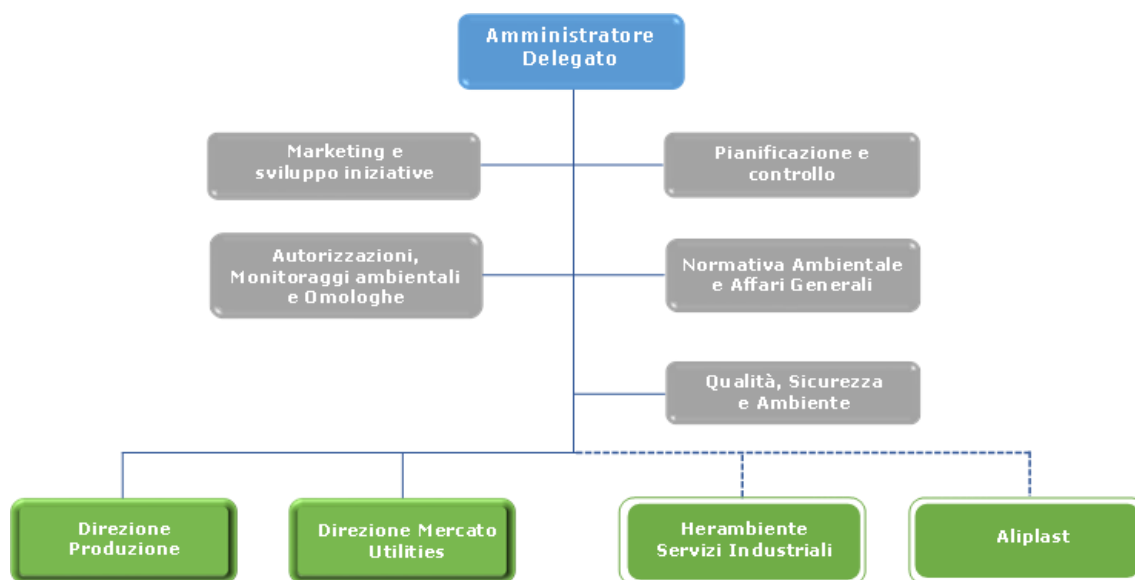 Amministratore
Delegato
Marketing e
sviluppo iniziative
Pianificazione e
controllo
Autorizzazioni,
Monitoraggi ambientali
e Omologhe
Normativa Ambientale
e Affari Generali
Qualità, Sicurezza
e Ambiente
Direzione
Produzione
Direzione Mercato
Utilities
Herambiente
Servizi Industriali
Aliplast